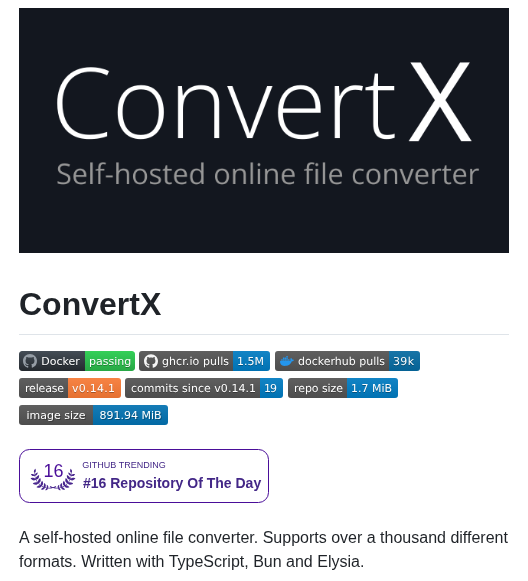 ConvertX
Self-hosted online file converter
ConvertX
Docker passing ghcr.io pulls 1.5M dockerhub pulls 39k
release v0.14.1 commits since v0.14.1 19 repo size 1.7 MiB
image size 891.94 MiB
16 GITHUB TRENDING
#16 Repository Of The Day
A self-hosted online file converter. Supports over a thousand different
formats. Written with TypeScript, Bun and Elysia.